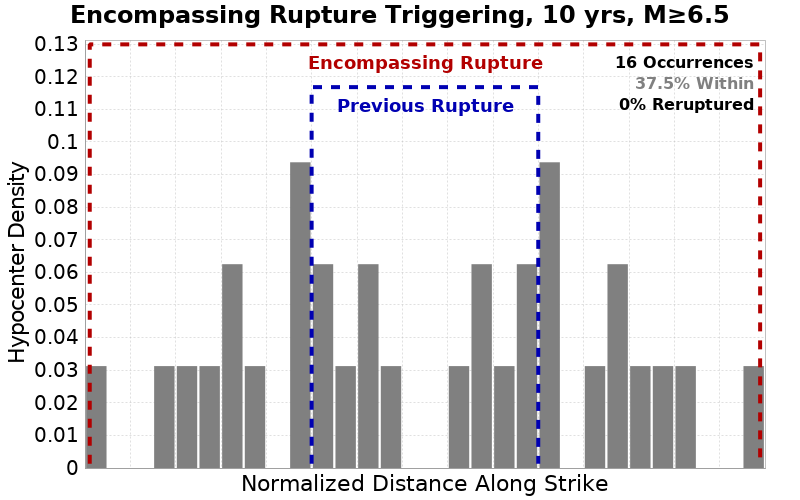 Encompassing Rupture Triggering, 10 yrs, M≥6.5
0.13
0.12
0.11
0.1
0.09
0.08
0.07
0.06
0.05
0.04
0.03
0.02
0.01
0
Hypocenter Density
Encompassing Rupture
Previous Rupture
16 Occurrences
37.5% Within
0% Reruptured
Normalized Distance Along Strike